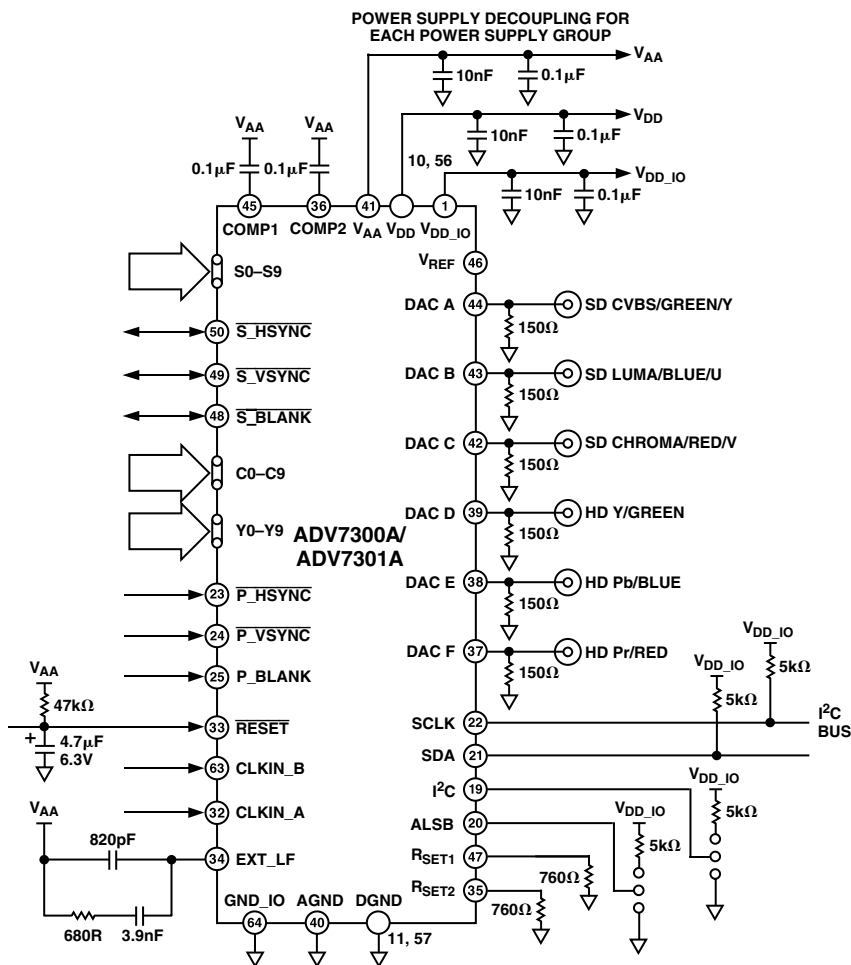 POWER SUPPLY DECOUPLING FOR
EACH POWER SUPPLY GROUP
VAA
10nF
0.1μF
VDD
10nF
0.1μF
VDD_IO
10nF
0.1μF
VAA
VAA
0.1μF
0.1μF
10, 56
45
36
41
1
COMP1
COMP2
VAA
VDD
VDD_IO
VREF
46
S0–S9
DAC A
44
SD CVBS/GREEN/Y
150Ω
50
S_HSYNC
49
S_VSYNC
DAC B
43
SD LUMA/BLUE/U
150Ω
48
S_BLANK
DAC C
42
SD CHROMA/RED/V
150Ω
C0–C9
Y0–Y9
ADV7300A/
ADV7301A
DAC D
39
HD Y/GREEN
150Ω
23
P_HSYNC
DAC E
38
HD Pb/BLUE
150Ω
24
P_VSYNC
25
P_BLANK
DAC F
37
HD Pr/RED
150Ω
VDD_IO
5kΩ
VDD_IO
5kΩ
VAA
47kΩ
33
RESET
+
4.7μF
6.3V
SCLK
22
I2C
BUS
SDA
21
63
CLKIN_B
I2C
19
VDD_IO
5kΩ
32
CLKIN_A
ALSB
20
VDD_IO
5kΩ
VAA
820pF
34
EXT_LF
680R
3.9nF
RSET1
47
760Ω
RSET2
35
760Ω
GND_IO
AGND
DGND
64
40
11, 57